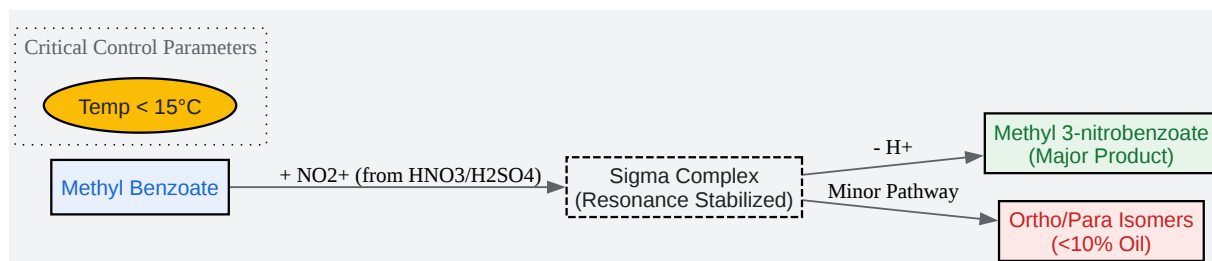 Critical Control Parameters
Temp < 15°C
Methyl Benzoate
+ NO2+ (from HNO3/H2SO4)
Sigma Complex
(Resonance Stabilized)
- H+
Methyl 3-nitrobenzoate
(Major Product)
Minor Pathway
Ortho/Para Isomers
(<10% Oil)